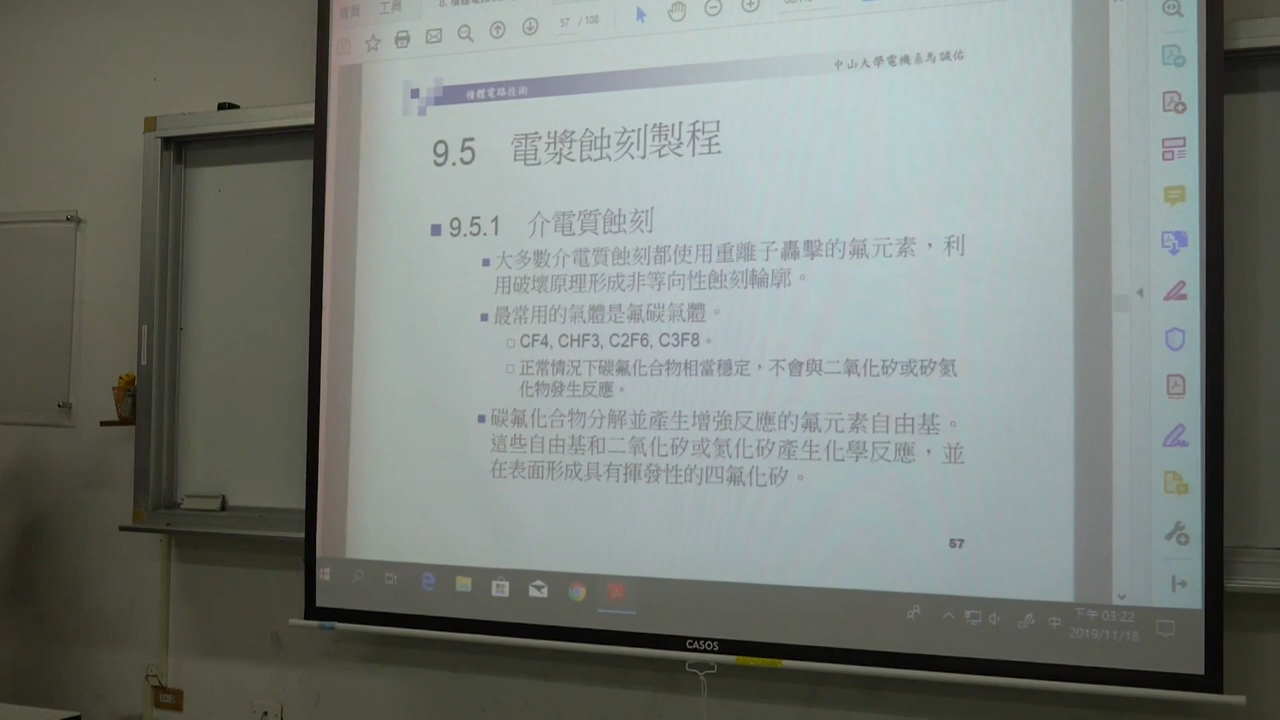 首頁 工具
57 / 108
中山大學電機系馬誠佑
積體電路技術
9.5 電漿蝕刻製程
9.5.1 介電質蝕刻
大多數介電質蝕刻都使用重離子轟擊的氟元素，利
用破壞原理形成非等向性蝕刻輪廓。
最常用的氣體是氟碳氣體。
CF4, CHF3, C2F6, C3F8。
正常情況下碳氟化合物相當穩定，不會與二氧化矽或矽氮
化物發生反應。
碳氟化合物分解並產生增強反應的氟元素自由基。
這些自由基和二氧化矽或氮化矽產生化學反應，並
在表面形成具有揮發性的四氟化矽。
57
中
下午 03:22
2019/11/18
CASOS